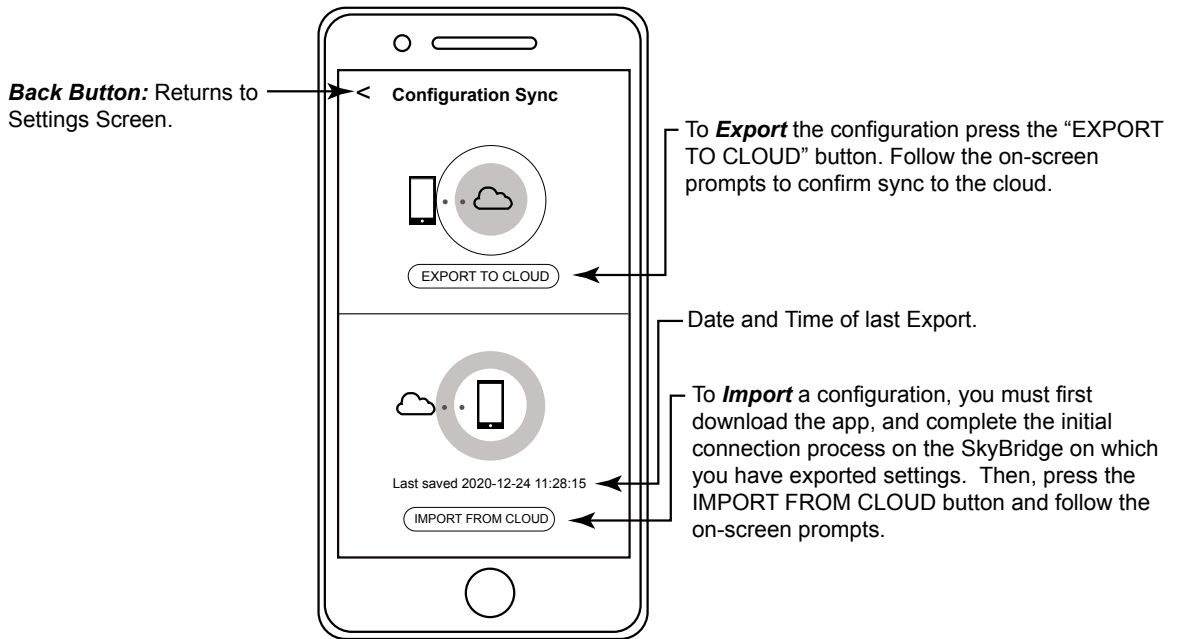 Back Button: Returns to
Settings Screen.
< Configuration Sync
To Export the configuration press the “EXPORT
TO CLOUD” button. Follow the on-screen
prompts to confirm sync to the cloud.
EXPORT TO CLOUD
Date and Time of last Export.
To Import a configuration, you must first
download the app, and complete the initial
connection process on the SkyBridge on which
you have exported settings.  Then, press the
IMPORT FROM CLOUD button and follow the
on-screen prompts.
Last saved 2020-12-24 11:28:15
IMPORT FROM CLOUD